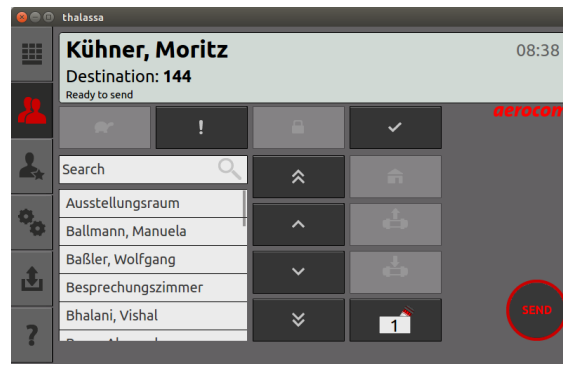 thalassa
Kühner, Moritz
08:38
Destination: 144
Ready to send
aerocom
!
Search
Ausstellungsraum
Ballmann, Manuela
Baßler, Wolfgang
Besprechungszimmer
Bhalani, Vishal
1
SEND
?